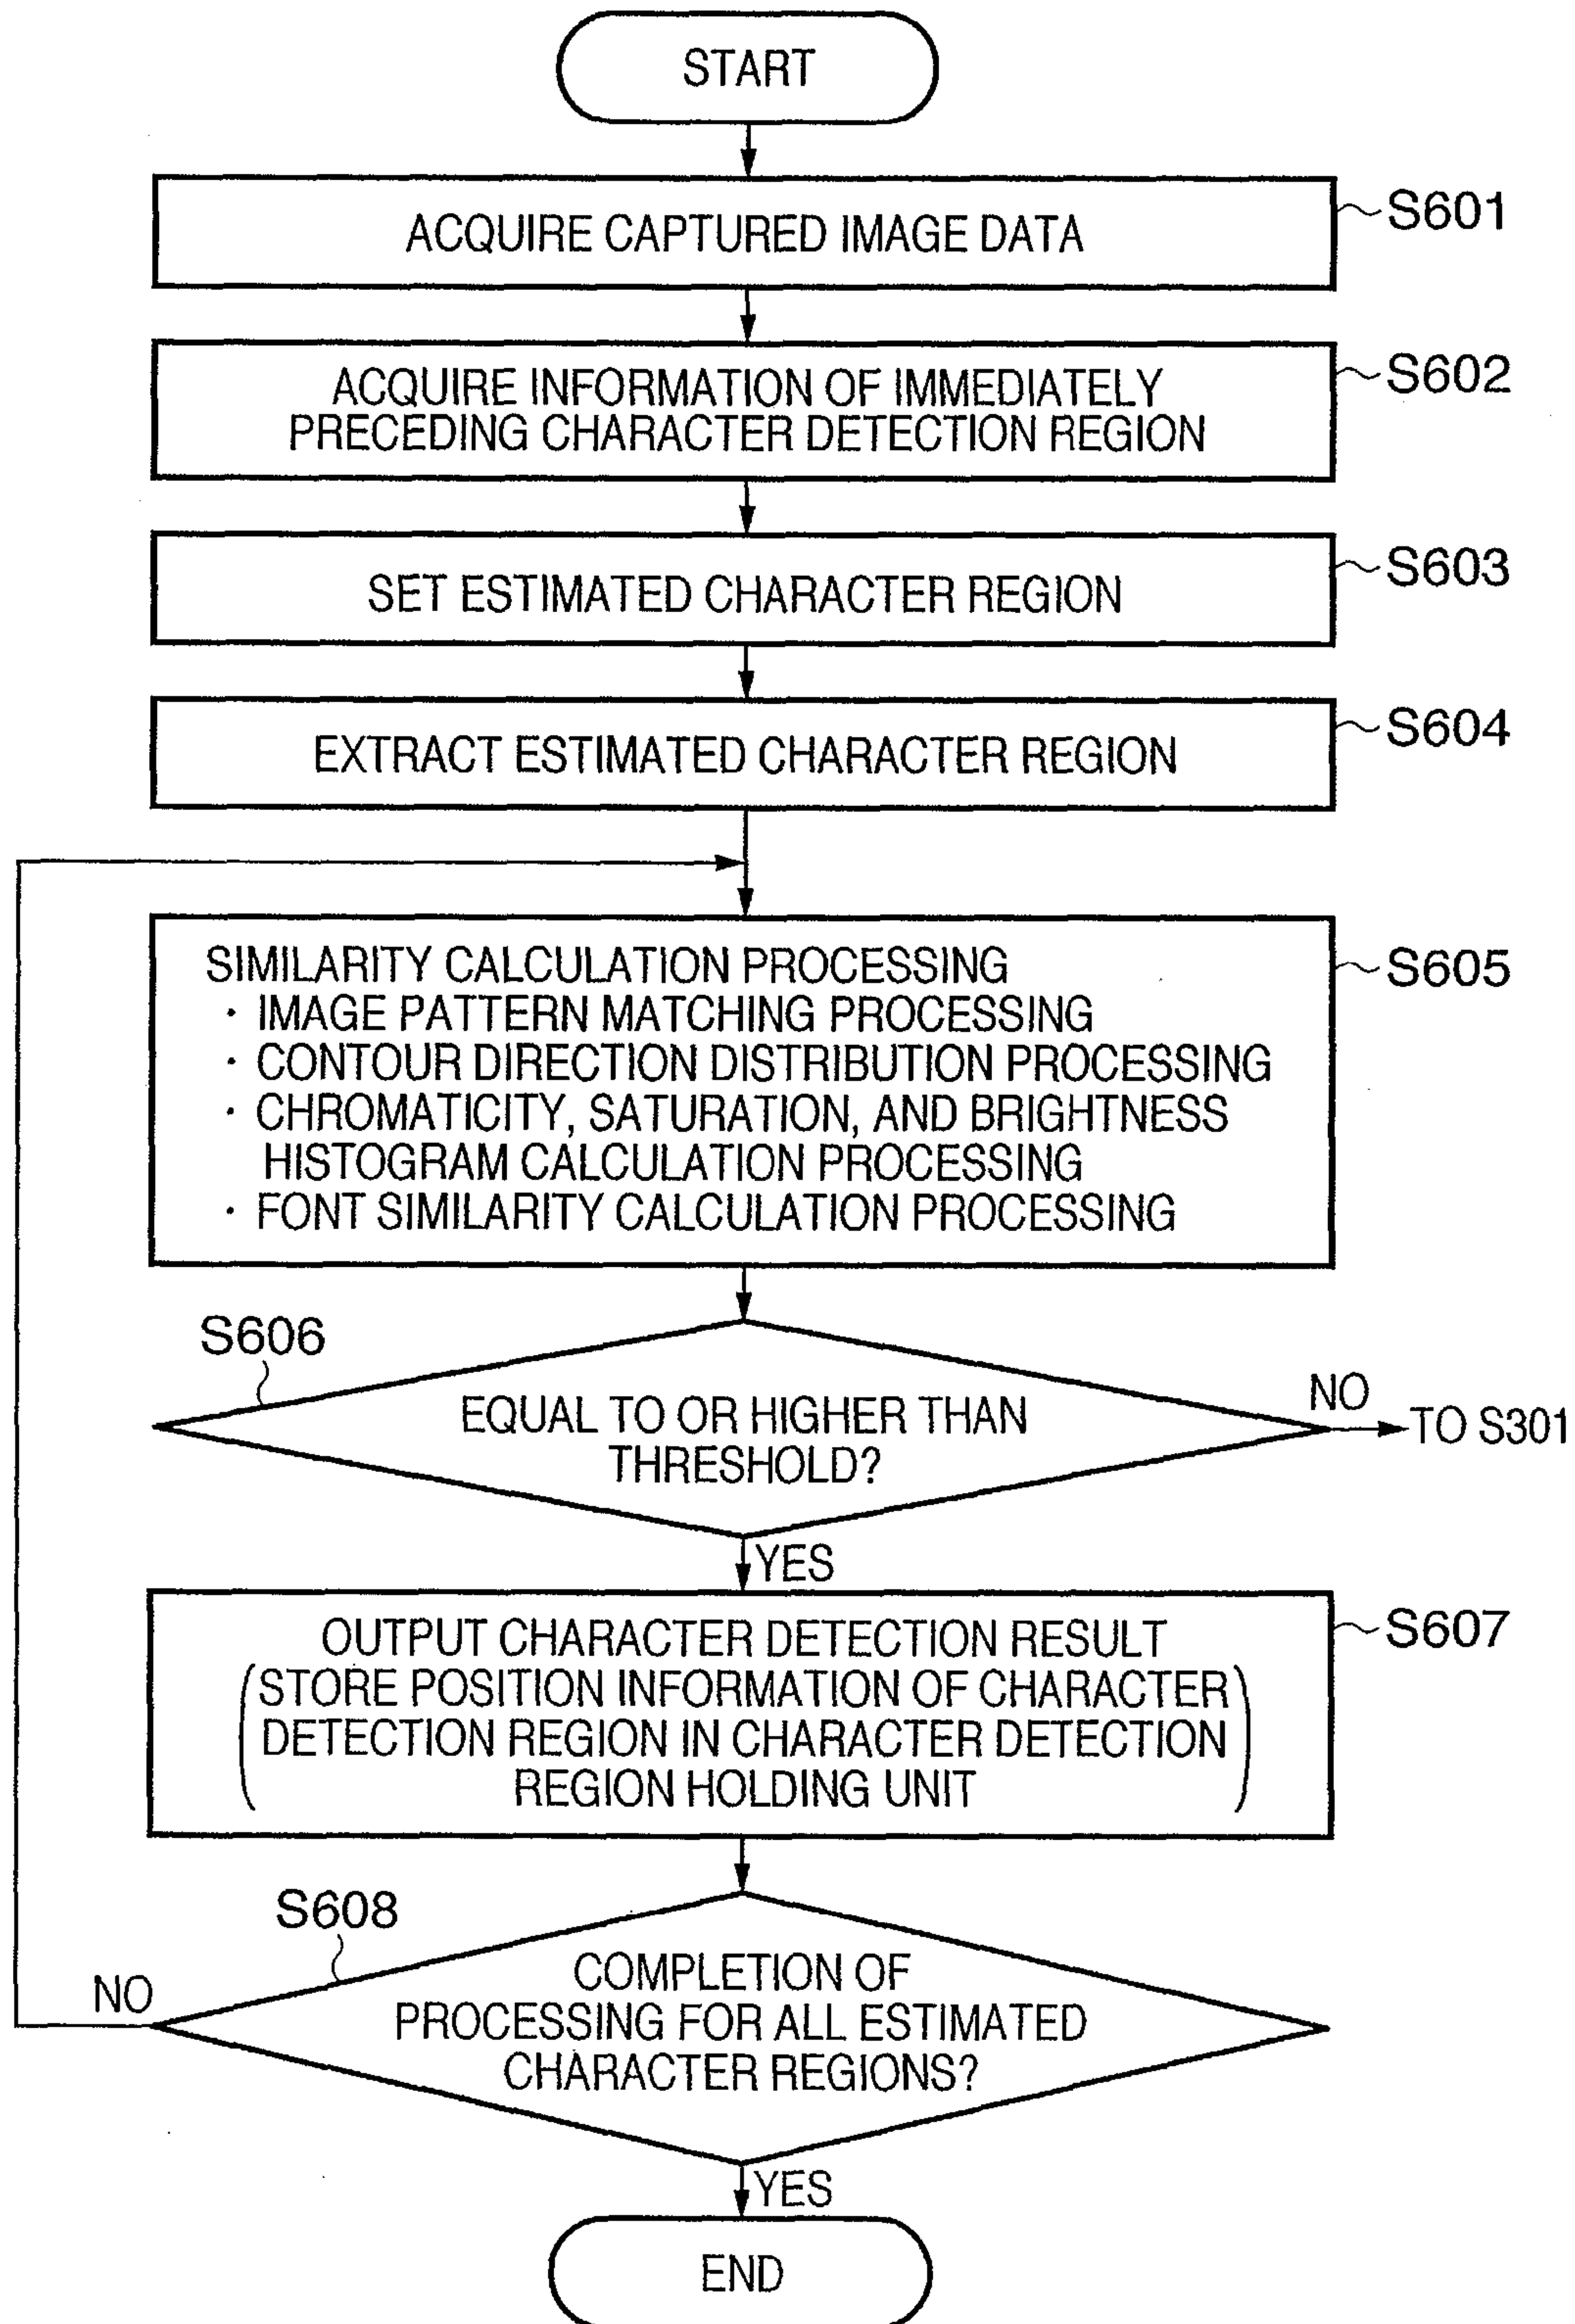 START
ACQUIRE CAPTURED IMAGE DATA
S601
ACQUIRE INFORMATION OF IMMEDIATELY
PRECEDING CHARACTER DETECTION REGION
S602
SET ESTIMATED CHARACTER REGION
S603
EXTRACT ESTIMATED CHARACTER REGION
S604
SIMILARITY CALCULATION PROCESSING
· IMAGE PATTERN MATCHING PROCESSING
· CONTOUR DIRECTION DISTRIBUTION PROCESSING
· CHROMATICITY, SATURATION, AND BRIGHTNESS
HISTOGRAM CALCULATION PROCESSING
· FONT SIMILARITY CALCULATION PROCESSING
S605
S606
EQUAL TO OR HIGHER THAN
THRESHOLD?
NO
TO S301
YES
OUTPUT CHARACTER DETECTION RESULT
(STORE POSITION INFORMATION OF CHARACTER
DETECTION REGION IN CHARACTER DETECTION
REGION HOLDING UNIT)
S607
S608
COMPLETION OF
PROCESSING FOR ALL ESTIMATED
CHARACTER REGIONS?
NO
YES
END